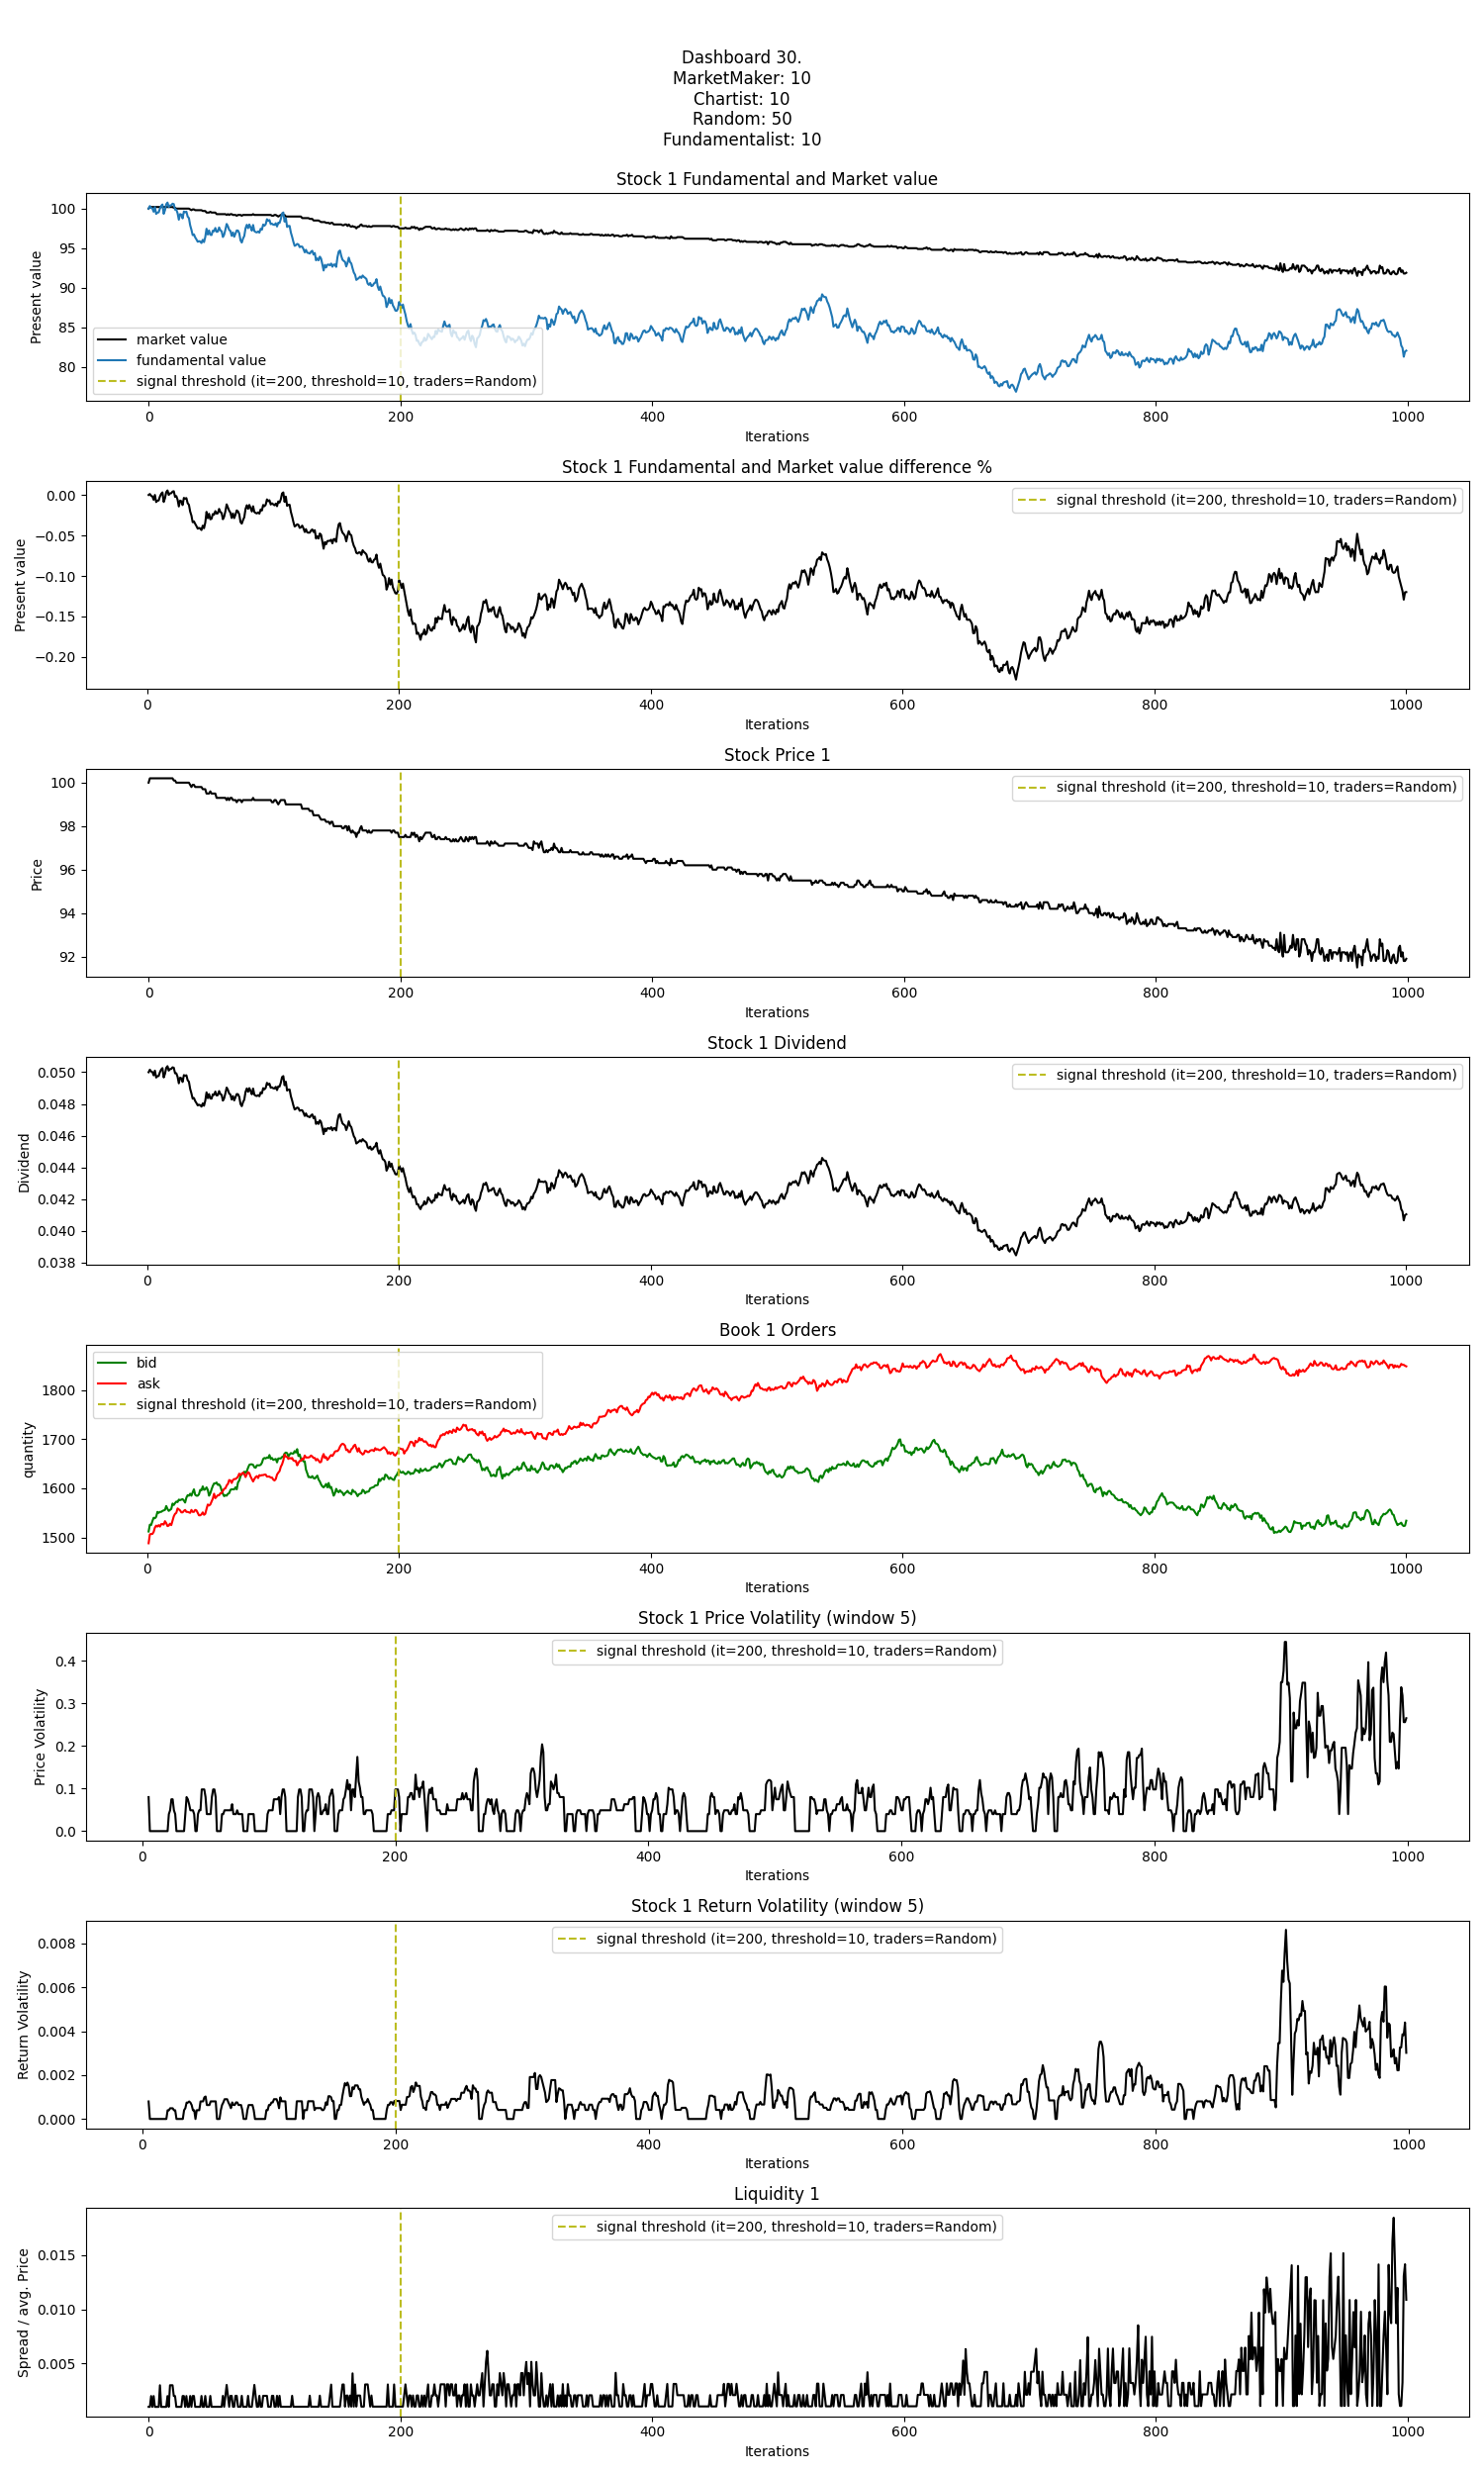 Dashboard 30.
MarketMaker: 10
Chartist: 10
Random: 50
Fundamentalist: 10
Stock 1 Fundamental and Market value
Present value
100
95
90
85
80
market value
fundamental value
signal threshold (it=200, threshold=10, traders=Random)
0 200 400 600 800 1000
Iterations
Stock 1 Fundamental and Market value difference %
Present value
0.00
−0.05
−0.10
−0.15
−0.20
signal threshold (it=200, threshold=10, traders=Random)
0 200 400 600 800 1000
Iterations
Stock Price 1
Price
100
98
96
94
92
signal threshold (it=200, threshold=10, traders=Random)
0 200 400 600 800 1000
Iterations
Stock 1 Dividend
Dividend
0.050
0.048
0.046
0.044
0.042
0.040
0.038
signal threshold (it=200, threshold=10, traders=Random)
0 200 400 600 800 1000
Iterations
Book 1 Orders
quantity
1800
1700
1600
1500
bid
ask
signal threshold (it=200, threshold=10, traders=Random)
0 200 400 600 800 1000
Iterations
Stock 1 Price Volatility (window 5)
Price Volatility
0.4
0.3
0.2
0.1
0.0
signal threshold (it=200, threshold=10, traders=Random)
0 200 400 600 800 1000
Iterations
Stock 1 Return Volatility (window 5)
Return Volatility
0.008
0.006
0.004
0.002
0.000
signal threshold (it=200, threshold=10, traders=Random)
0 200 400 600 800 1000
Iterations
Liquidity 1
Spread / avg. Price
0.015
0.010
0.005
signal threshold (it=200, threshold=10, traders=Random)
0 200 400 600 800 1000
Iterations